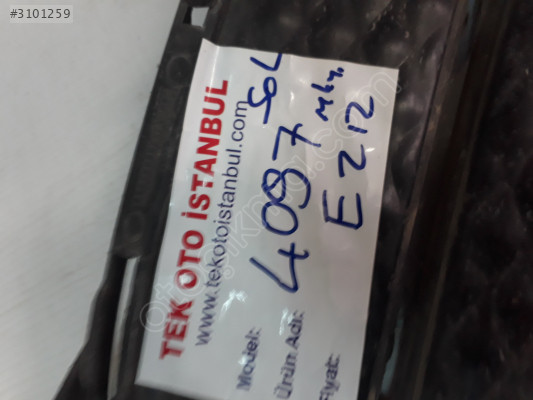 #3101259
TEK OTO İSTANBUL
www.tekotoistanbul.com
SOL
Model:
Ürün Adı: 4097
Fiyat: E212